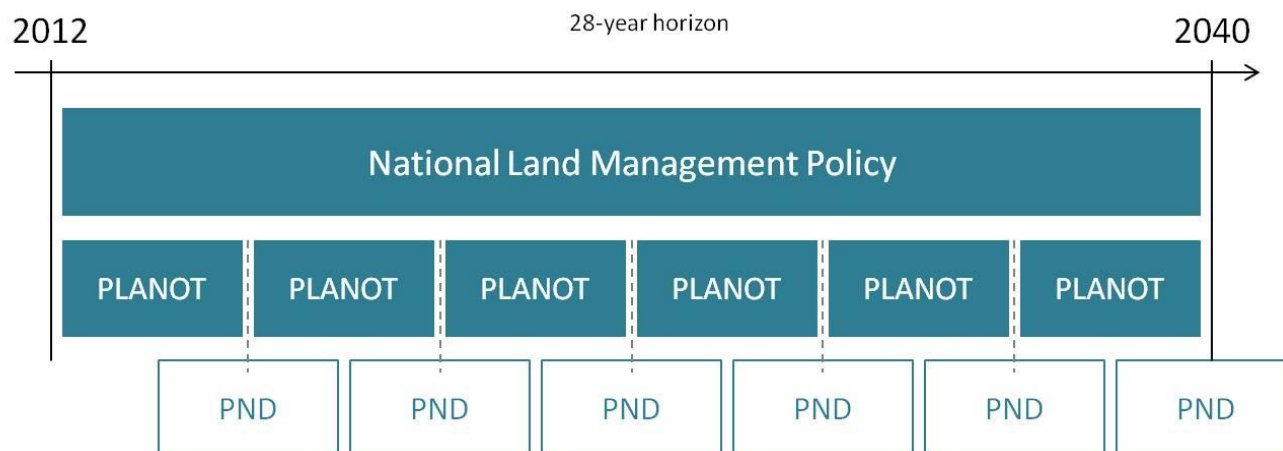 2012
28-year horizon
2040
National Land Management Policy
PLANOT PLANOT PLANOT PLANOT PLANOT PLANOT
PND PND PND PND PND PND